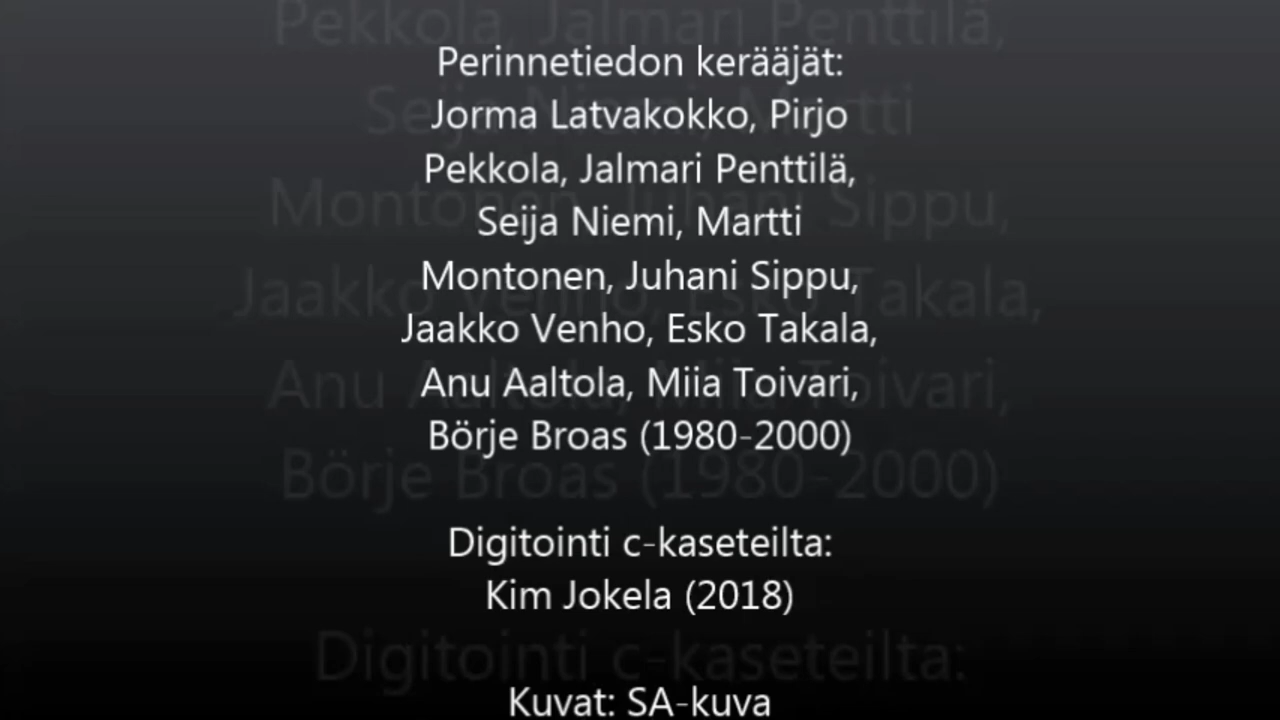 Perinnetiedon kerääjät:
Jorma Latvakokko, Pirjo
Pekkola, Jalmari Penttilä,
Seija Niemi, Martti
Montonen, Juhani Sippu,
Jaakko Venho, Esko Takala,
Anu Aaltola, Miia Toivari,
Börje Broas (1980-2000)
Digitointi c-kaseteilta:
Kim Jokela (2018)
Kuvat: SA-kuva